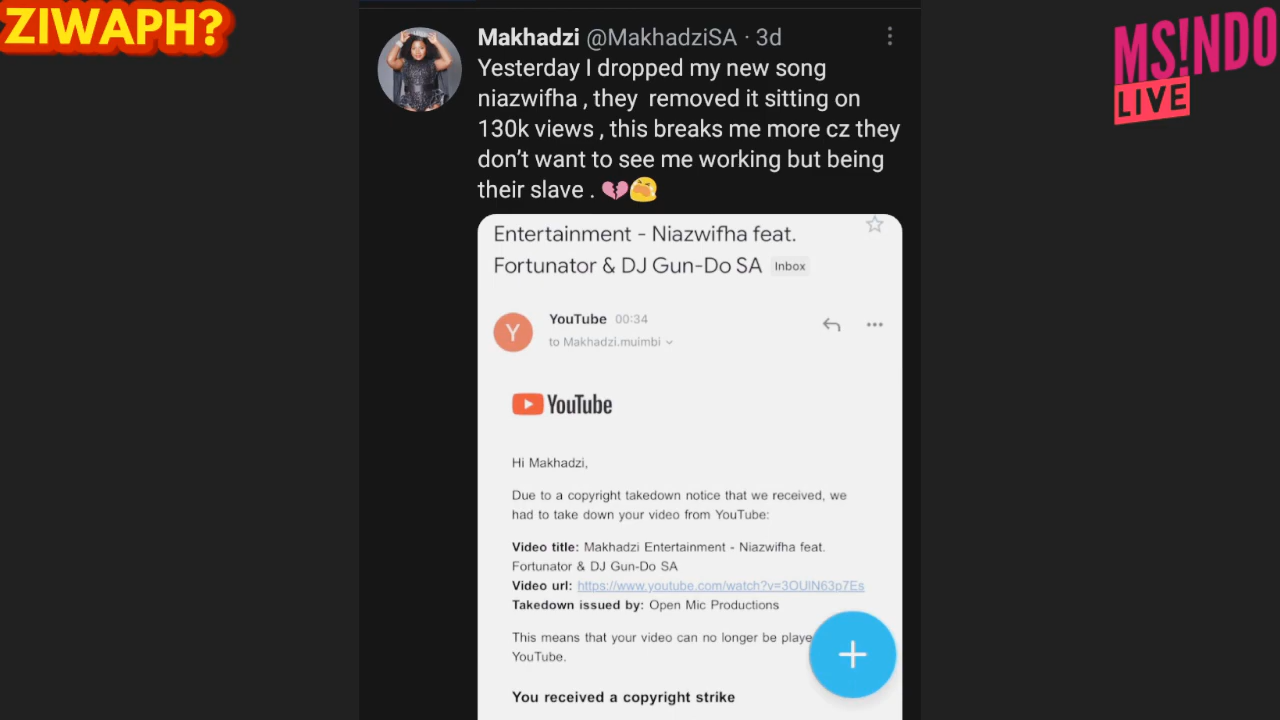 ZIWAPH?
MS!NDO
LIVE
Makhadzi @MakhadziSA · 3d
Yesterday I dropped my new song
niazwifha , they removed it sitting on
130k views , this breaks me more cz they
don't want to see me working but being
their slave . 💔😭
Entertainment - Niazwifha feat.
Fortunator & DJ Gun-Do SA Inbox
Y
YouTube 00:34
to Makhadzi.muimbi
YouTube
Hi Makhadzi,
Due to a copyright takedown notice that we received, we
had to take down your video from YouTube:
Video title: Makhadzi Entertainment - Niazwifha feat.
Fortunator & DJ Gun-Do SA
Video url: https://www.youtube.com/watch?v=3OUlN63p7Es
Takedown issued by: Open Mic Productions
This means that your video can no longer be playe
YouTube.
You received a copyright strike